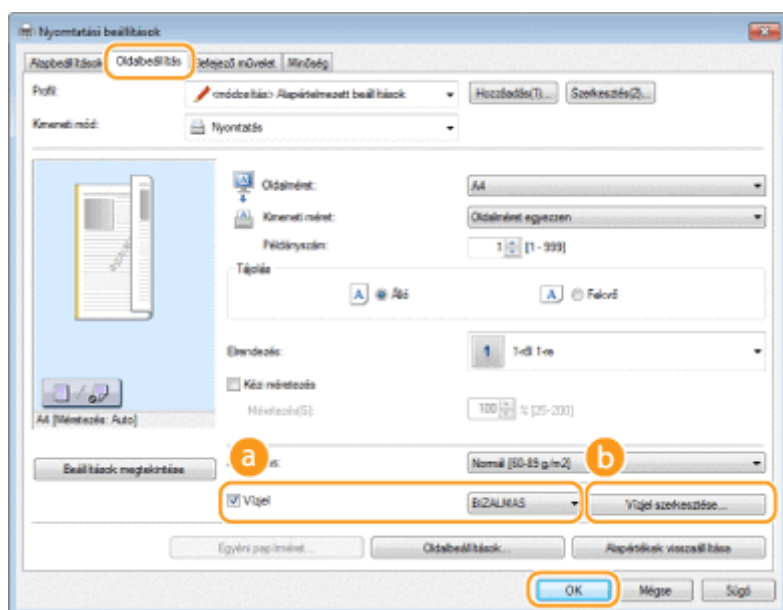 Nyomtatási beállítások
Alapbeállítások Oldalbeállítás Befejező művelet Minőség
Profil: <módosítás> Alapértelmezett beállítások Hozzáadás(1)... Szerkesztés(2)...
Kimeneti mód: Nyomtatás
Oldalméret: A4
Kimeneti méret: Oldalméret egyezzen
Példányszám: 1 [1 - 999]
Tájolás
A Álló A Fekvő
Elrendezés: 1 1-ről 1-re
Kézi méretezés
Méretezés(S): 100 % [25-200]
A4 [Méretezés: Auto]
a b
Beállítások megtekintése Normál [60-89 g/m2]
Vízjel BIZALMAS Vízjel szerkesztése...
Egyéni papírméret... Oldalbeállítások... Alapértékek visszaállítása
OK Mégse Súgó